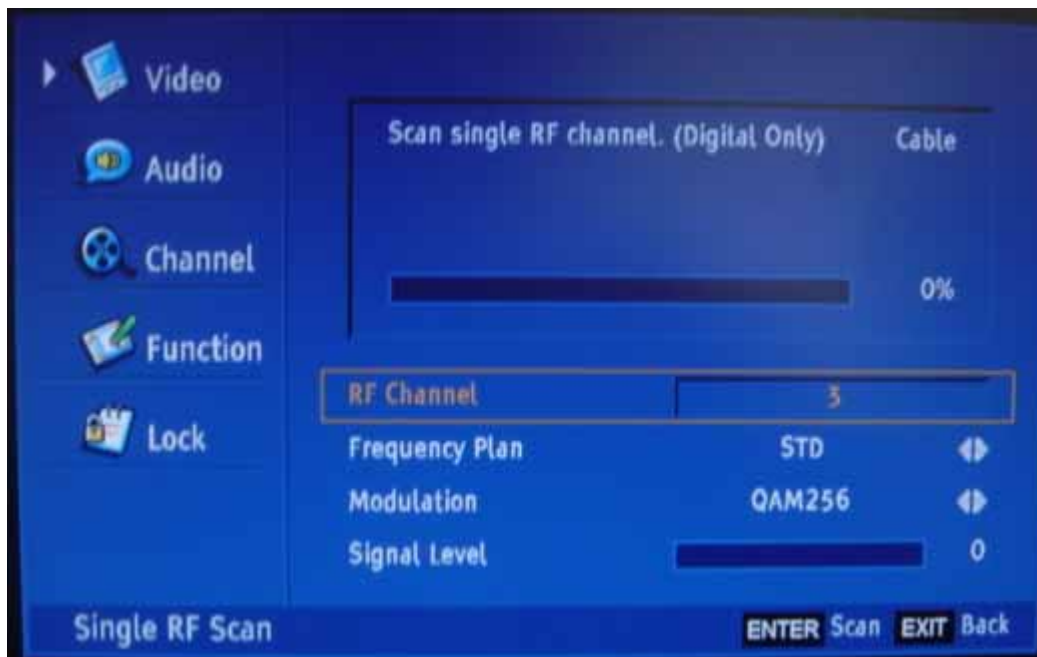 Video
Audio
Channel
Function
Lock
Scan single RF channel. (Digital Only) Cable
0%
RF Channel 3
Frequency Plan STD
Modulation QAM256
Signal Level 0
Single RF Scan ENTER Scan EXIT Back